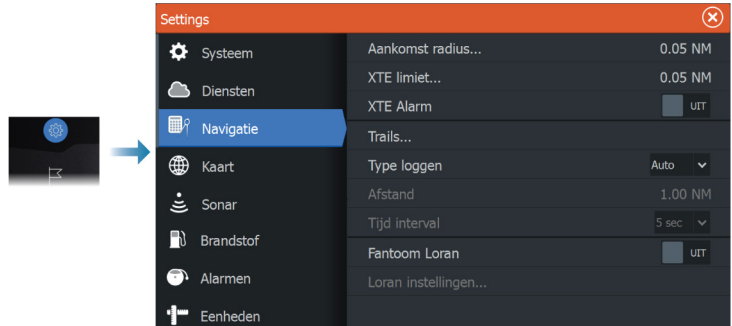 Settings
Systeem
Diensten
Navigatie
Kaart
Sonar
Brandstof
Alarmen
Eenheden
Aankomst radius... 0.05 NM
XTE limiet... 0.05 NM
XTE Alarm UIT
Trails...
Type loggen Auto
Afstand 1.00 NM
Tijd interval 5 sec
Fantoom Loran UIT
Loran instellingen...